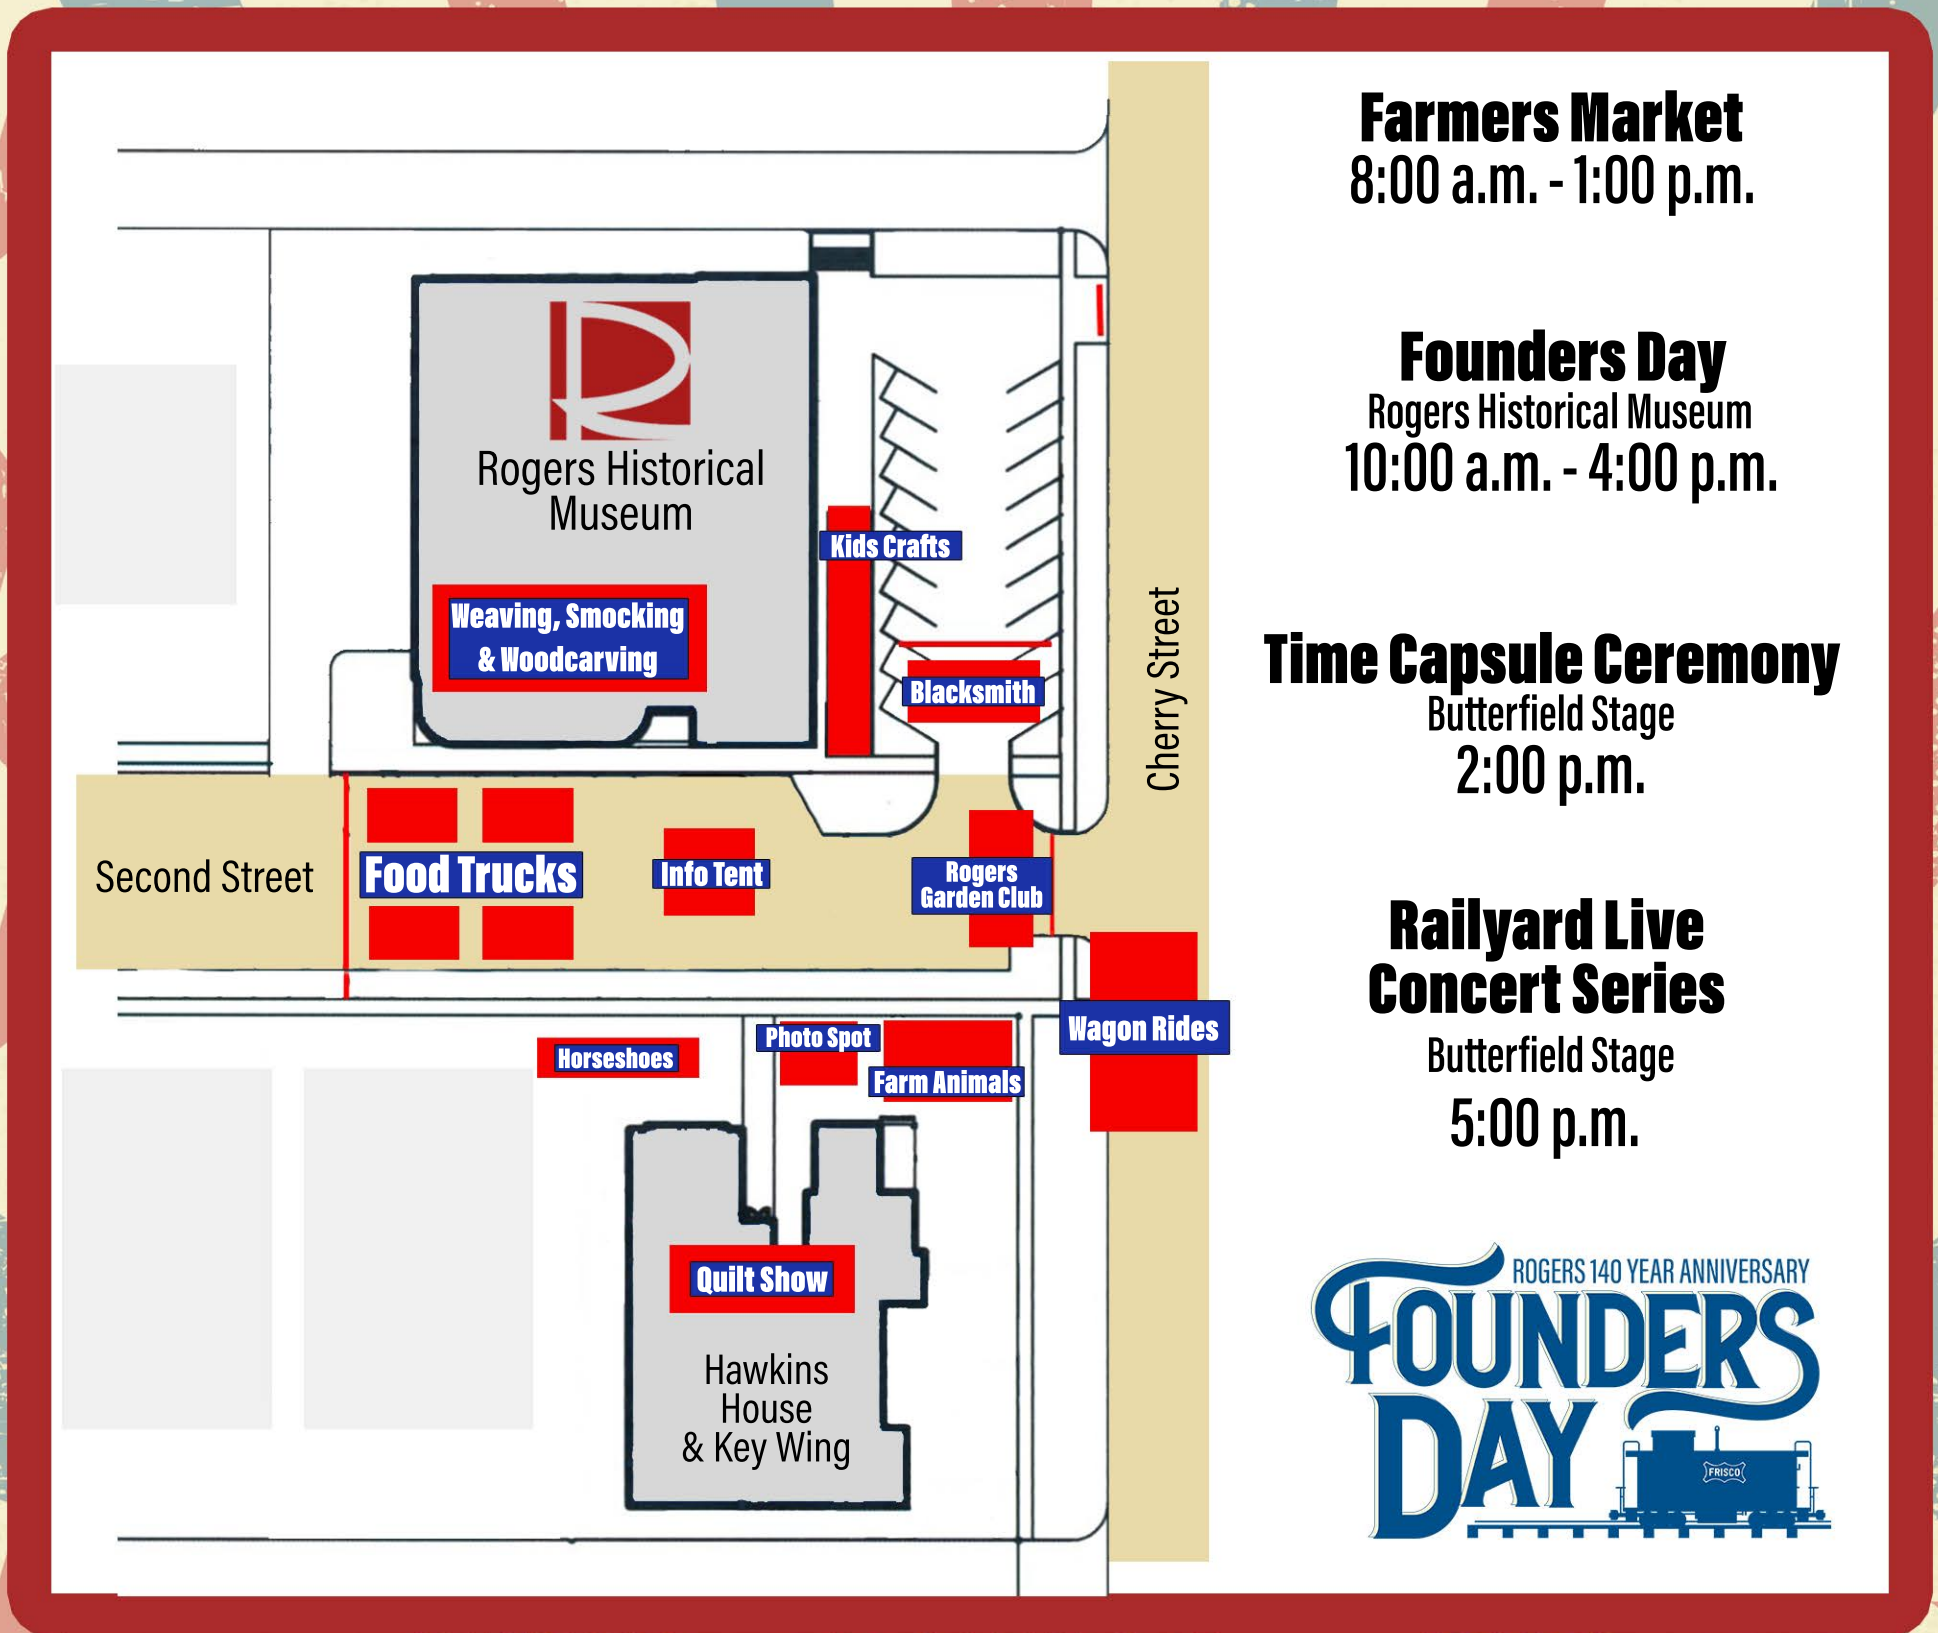 Farmers Market
8:00 a.m. - 1:00 p.m.
Founders Day
Rogers Historical Museum
10:00 a.m. - 4:00 p.m.
Time Capsule Ceremony
Butterfield Stage
2:00 p.m.
Railyard Live
Concert Series
Butterfield Stage
5:00 p.m.
ROGERS 140 YEAR ANNIVERSARY
FOUNDERS
DAY
FRISCO
R
Rogers Historical
Museum
Weaving, Smocking
& Woodcarving
Kids Crafts
Blacksmith
Cherry Street
Second Street
Food Trucks
Info Tent
Rogers
Garden Club
Wagon Rides
Horseshoes
Photo Spot
Farm Animals
Quilt Show
Hawkins
House
& Key Wing